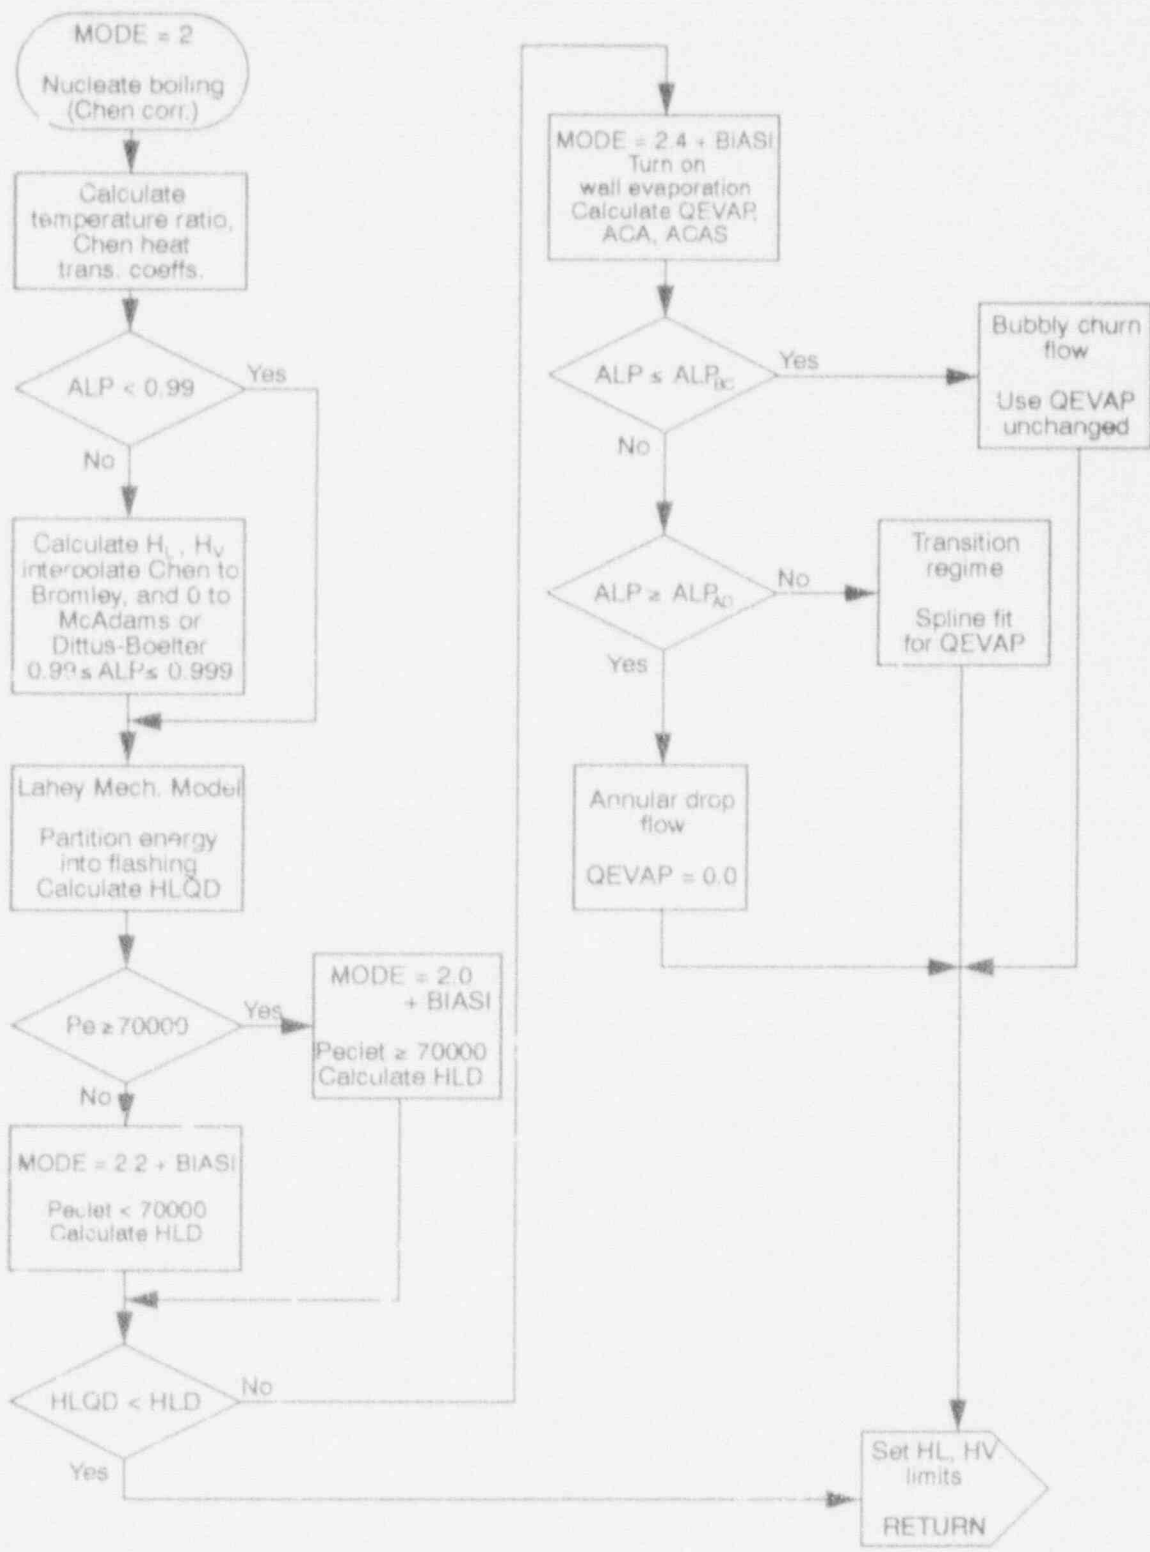 MODE = 2
Nucleate boiling
(Chen corr.)
Calculate
temperature ratio,
Chen heat
trans. coeffs.
ALP < 0.99
Yes
No
Calculate H_L, H_V
interpolate Chen to
Bromley, and 0 to
McAdams or
Dittus-Boelter
0.99 ≤ ALP ≤ 0.999
Lahey Mech. Model
Partition energy
into flashing
Calculate HLQD
Pe ≥ 70000
Yes
No
MODE = 2.0
+ BIASI
Peclet ≥ 70000
Calculate HLD
MODE = 2.2 + BIASI
Peclet < 70000
Calculate HLD
HLQD < HLD
No
Yes
MODE = 2.4 + BIASI
Turn on
wall evaporation
Calculate QEVAP,
ACA, ACAS
ALP ≤ ALP_BC
Yes
No
Bubbly churn
flow
Use QEVAP
unchanged
ALP ≥ ALP_AD
No
Yes
Transition
regime
Spline fit
for QEVAP
Annular drop
flow
QEVAP = 0.0
Set HL, HV
limits
RETURN